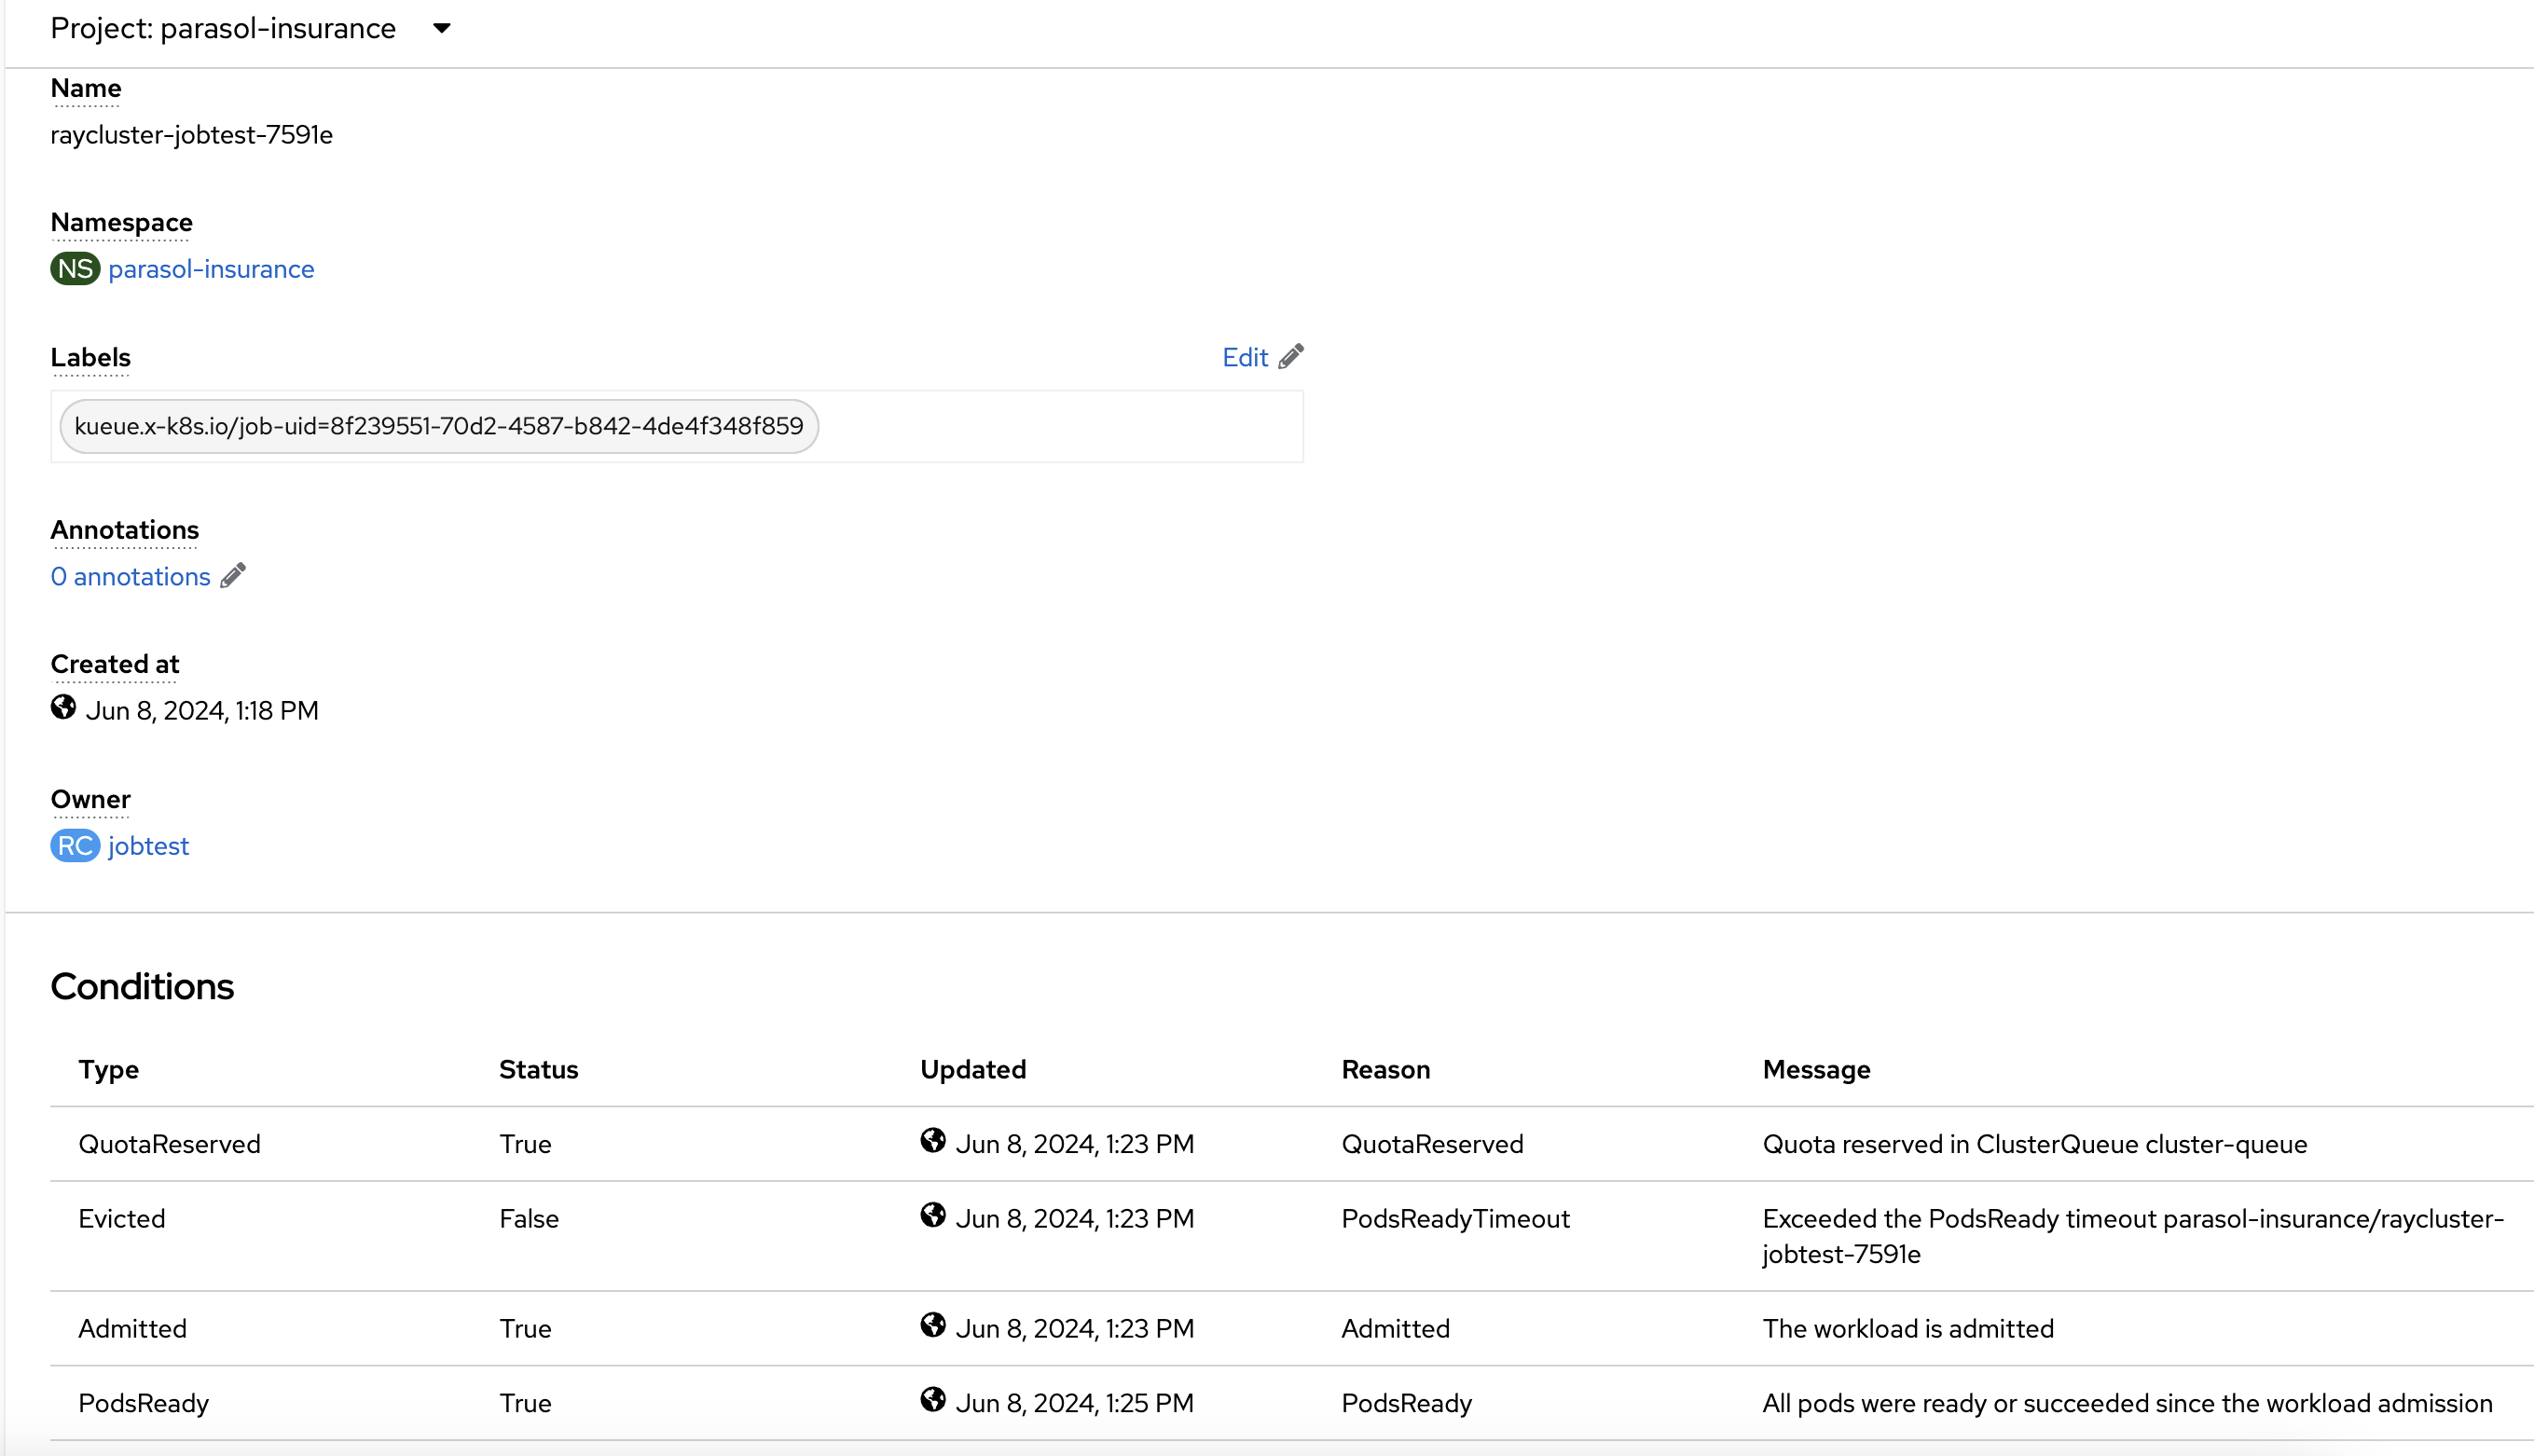 Project: parasol-insurance
Name
raycluster-jobtest-7591e
Namespace
NS parasol-insurance
Labels
Edit
kueue.x-k8s.io/job-uid=8f239551-70d2-4587-b842-4de4f348f859
Annotations
0 annotations
Created at
Jun 8, 2024, 1:18 PM
Owner
RC jobtest
Conditions
Type Status Updated Reason Message
QuotaReserved True Jun 8, 2024, 1:23 PM QuotaReserved Quota reserved in ClusterQueue cluster-queue
Evicted False Jun 8, 2024, 1:23 PM PodsReadyTimeout Exceeded the PodsReady timeout parasol-insurance/raycluster-
jobtest-7591e
Admitted True Jun 8, 2024, 1:23 PM Admitted The workload is admitted
PodsReady True Jun 8, 2024, 1:25 PM PodsReady All pods were ready or succeeded since the workload admission